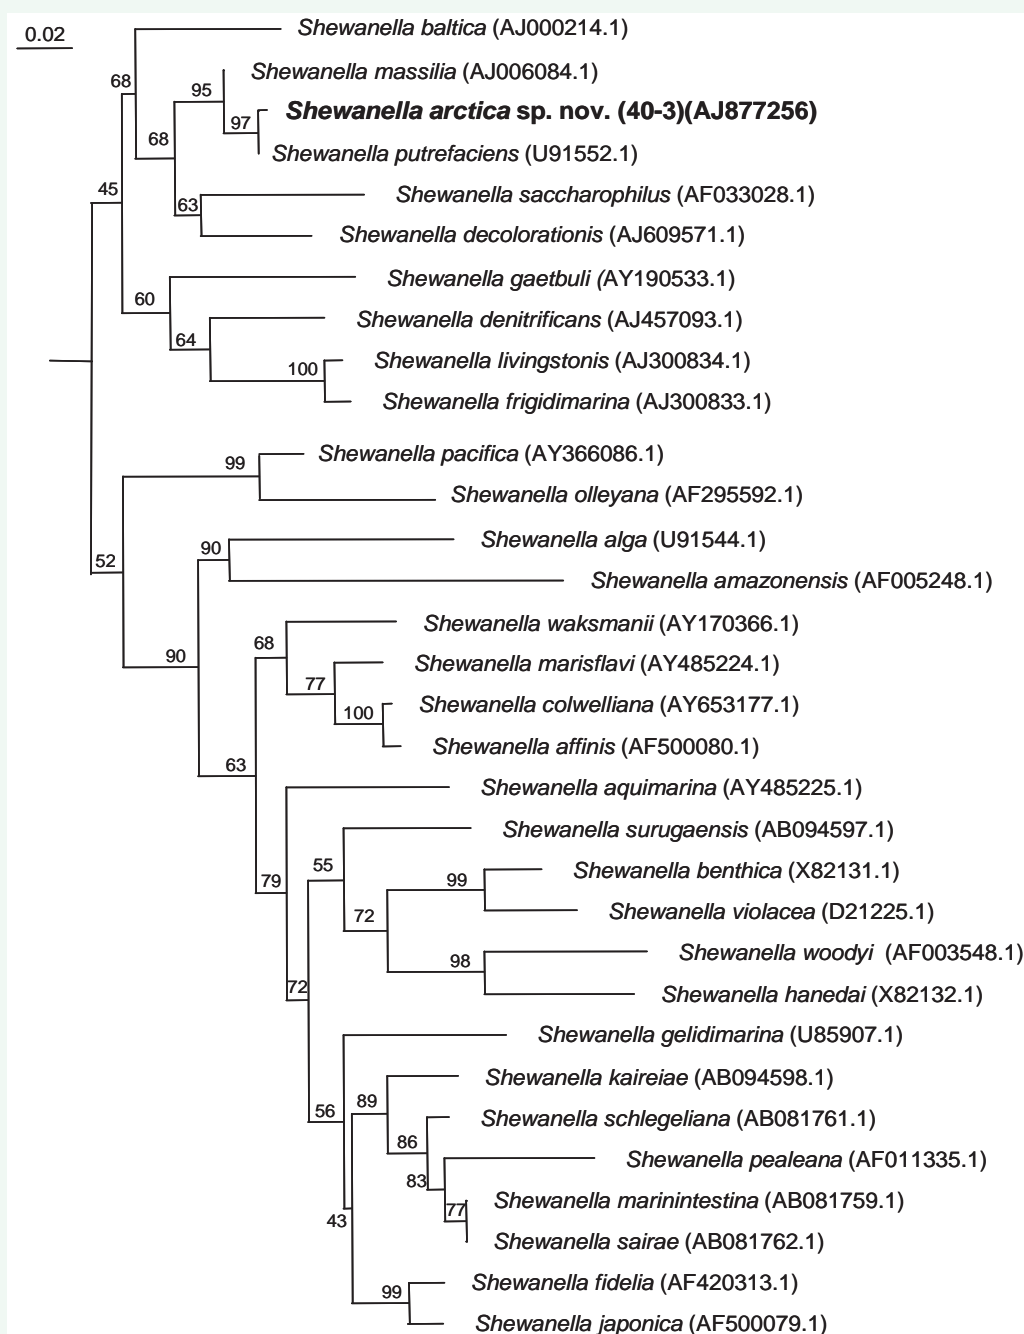 0.02
Shewanella baltica (AJ000214.1)
68
Shewanella massilia (AJ006084.1)
95
Shewanella arctica sp. nov. (40-3)(AJ877256)
97
68
Shewanella putrefaciens (U91552.1)
45
Shewanella saccharophilus (AF033028.1)
63
Shewanella decolorationis (AJ609571.1)
Shewanella gaetbuli (AY190533.1)
60
Shewanella denitrificans (AJ457093.1)
64
Shewanella livingstonis (AJ300834.1)
100
Shewanella frigidimarina (AJ300833.1)
Shewanella pacifica (AY366086.1)
99
Shewanella olleyana (AF295592.1)
Shewanella alga (U91544.1)
90
52
Shewanella amazonensis (AF005248.1)
Shewanella waksmanii (AY170366.1)
68
90
Shewanella marisflavi (AY485224.1)
77
Shewanella colwelliana (AY653177.1)
100
Shewanella affinis (AF500080.1)
63
Shewanella aquimarina (AY485225.1)
Shewanella surugaensis (AB094597.1)
55
Shewanella benthica (X82131.1)
99
79
Shewanella violacea (D21225.1)
72
Shewanella woodyi (AF003548.1)
98
72
Shewanella hanedai (X82132.1)
Shewanella gelidimarina (U85907.1)
Shewanella kaireiae (AB094598.1)
89
56
Shewanella schlegeliana (AB081761.1)
86
Shewanella pealeana (AF011335.1)
83
Shewanella marinintestina (AB081759.1)
77
43
Shewanella sairae (AB081762.1)
Shewanella fidelia (AF420313.1)
99
Shewanella japonica (AF500079.1)